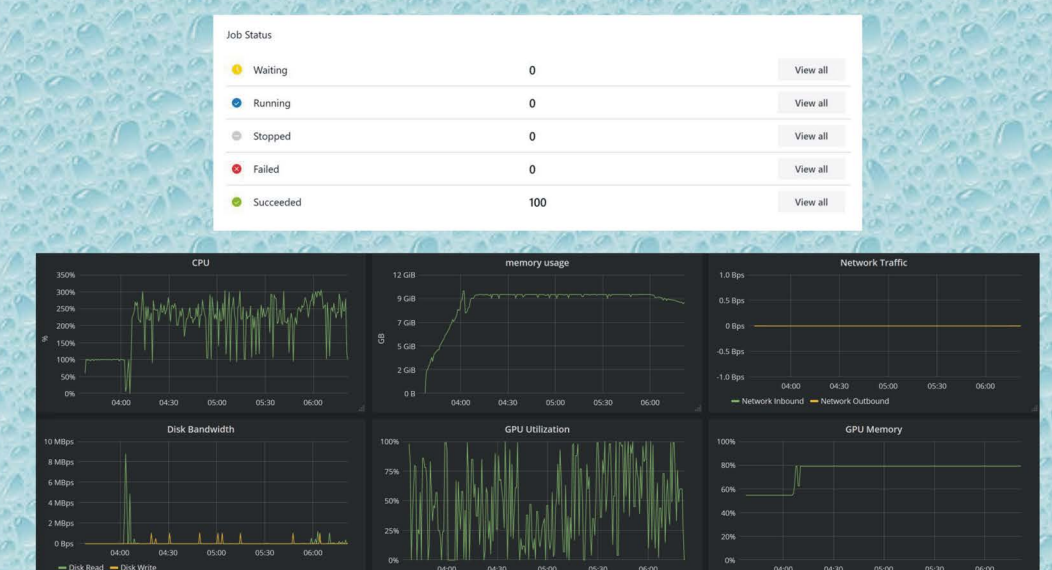 Job Status
Waiting 0 View all
Running 0 View all
Stopped 0 View all
Failed 0 View all
Succeeded 100 View all
CPU
350%
300%
250%
200%
150%
100%
50%
0%
%
04:00 04:30 05:00 05:30 06:00
memory usage
12 GiB
9 GiB
7 GiB
5 GiB
2 GiB
0 B
GB
04:00 04:30 05:00 05:30 06:00
Network Traffic
1.0 Bps
0.5 Bps
0 Bps
-0.5 Bps
-1.0 Bps
04:00 04:30 05:00 05:30 06:00
Network Inbound Network Outbound
Disk Bandwidth
10 MBps
8 MBps
6 MBps
4 MBps
2 MBps
0 Bps
04:00 04:30 05:00 05:30 06:00
Disk Read Disk Write
GPU Utilization
100%
75%
50%
25%
0%
04:00 04:30 05:00 05:30 06:00
GPU Memory
100%
80%
60%
40%
20%
0%
04:00 04:30 05:00 05:30 06:00